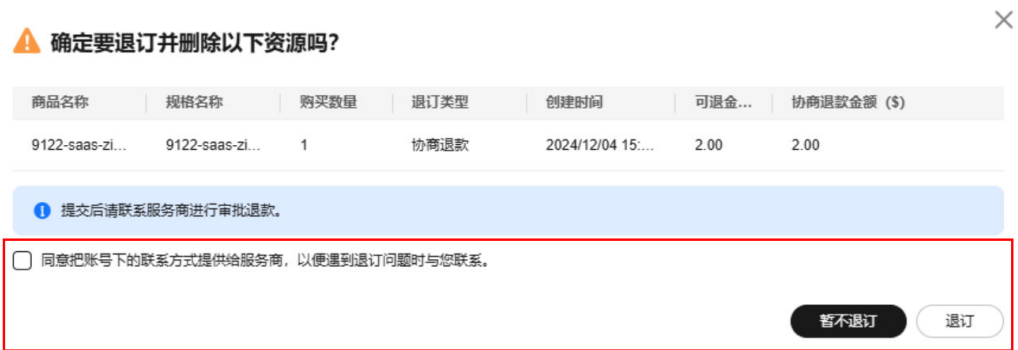 确定要退订并删除以下资源吗？
商品名称 规格名称 购买数量 退订类型 创建时间 可退金... 协商退款金额（$）
9122-saas-zi... 9122-saas-zi... 1 协商退款 2024/12/04 15:... 2.00 2.00
提交后请联系服务商进行审批退款。
同意把账号下的联系方式提供给服务商，以便遇到退订问题时与您联系。
暂不退订 退订